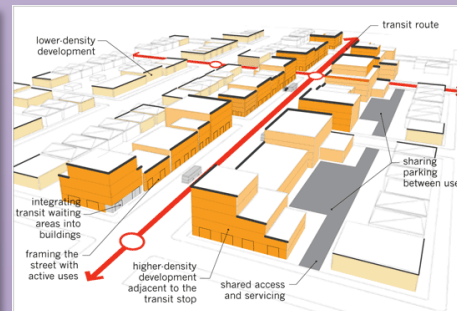 transit route
lower-density
development
sharing
parking
between use
integrating
transit waiting
areas into
buildings
framing the
street with
active uses
higher-density
development
adjacent to the
transit stop
shared access
and servicing